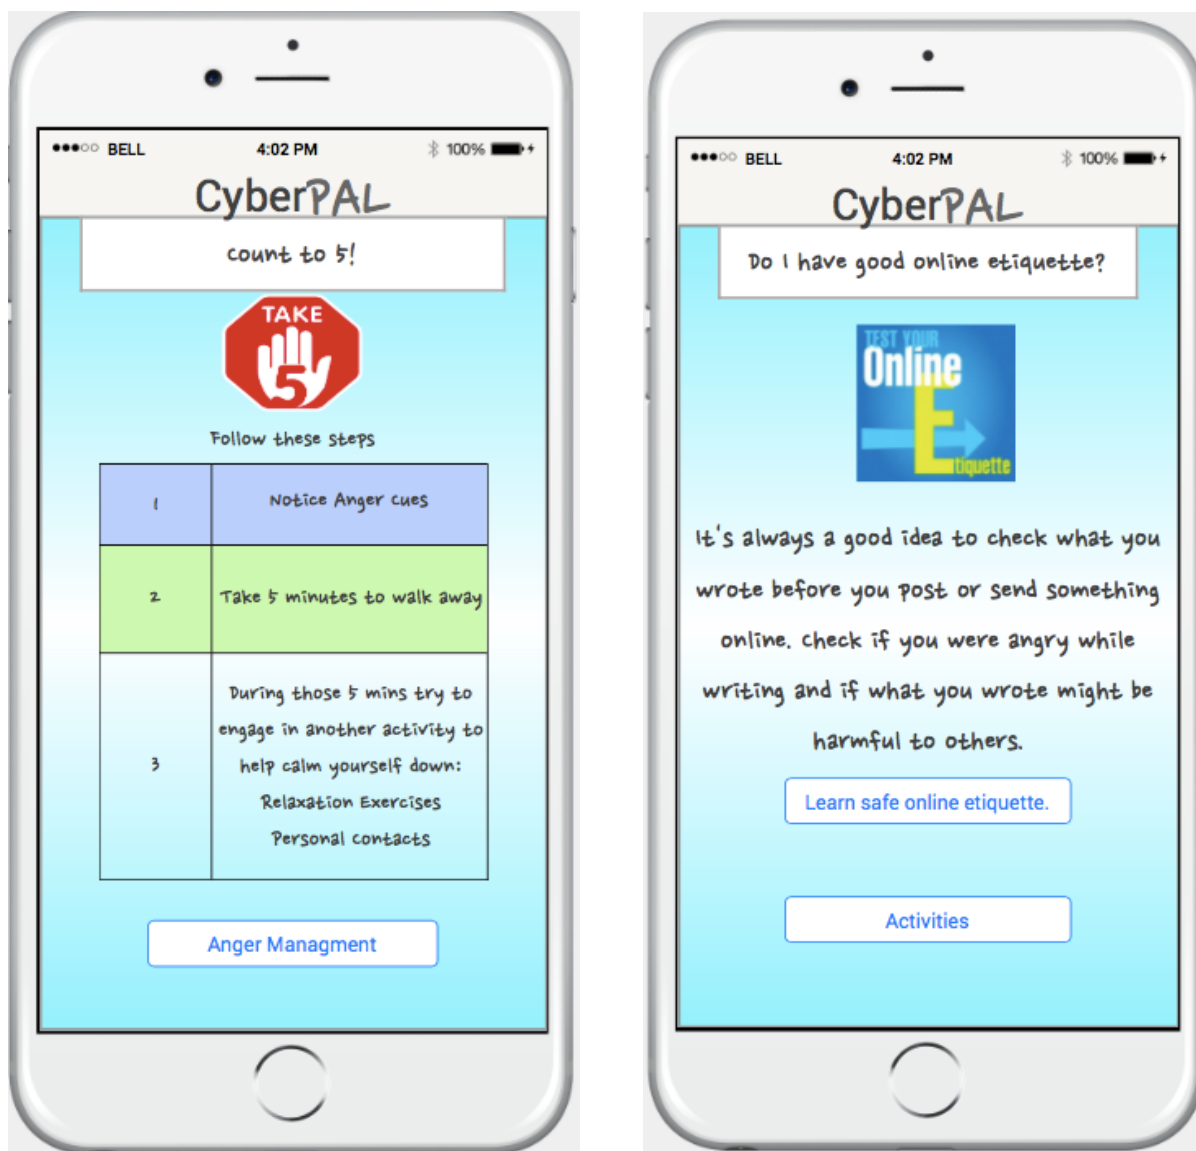 ●●●○○ BELL 4:02 PM 100%
CyberPAL
Count to 5!
TAKE
5
Follow these steps
1 Notice Anger Cues
2 Take 5 minutes to walk away
3 During those 5 mins try to
engage in another activity to
help calm yourself down:
Relaxation Exercises
Personal Contacts
Anger Managment
●●●○○ BELL 4:02 PM 100%
CyberPAL
Do I have good online etiquette?
TEST YOUR
Online
Etiquette
It's always a good idea to check what you
wrote before you post or send something
online. Check if you were angry while
writing and if what you wrote might be
harmful to others.
Learn safe online etiquette.
Activities